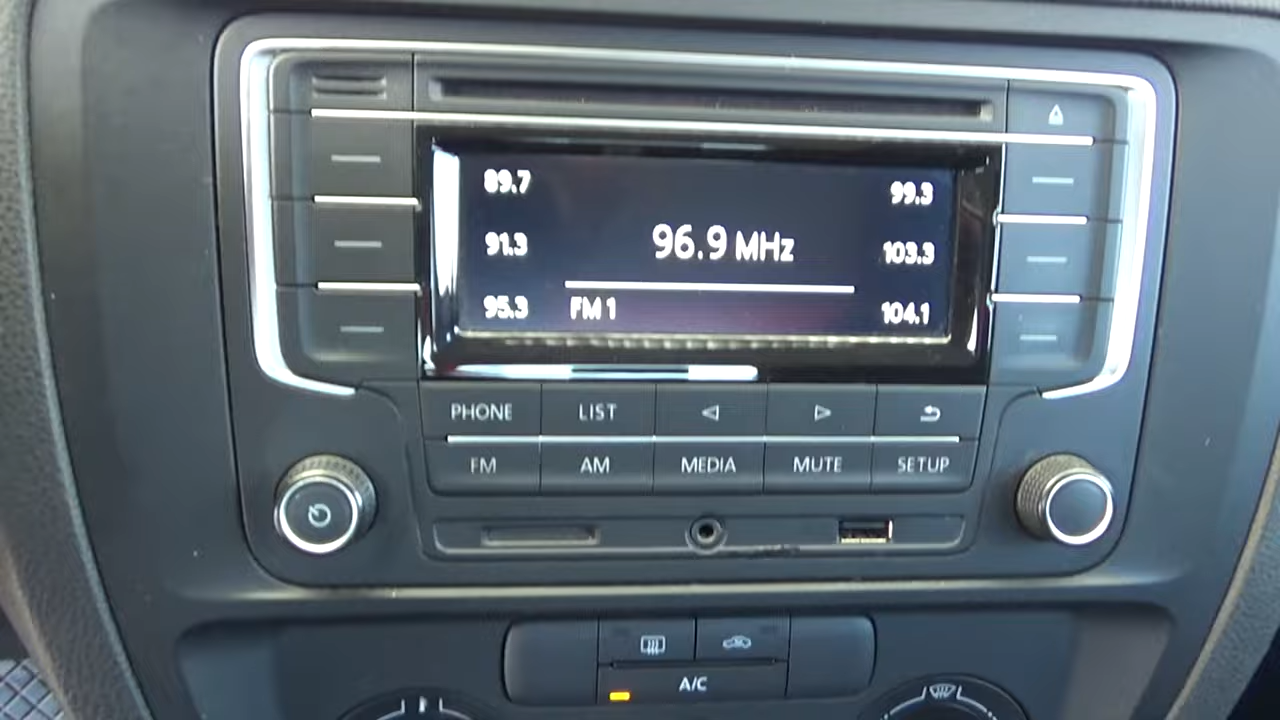 89.7
99.3
91.3
96.9 MHz
103.3
95.3
FM 1
104.1
PHONE LIST
FM AM MEDIA MUTE SETUP
A/C